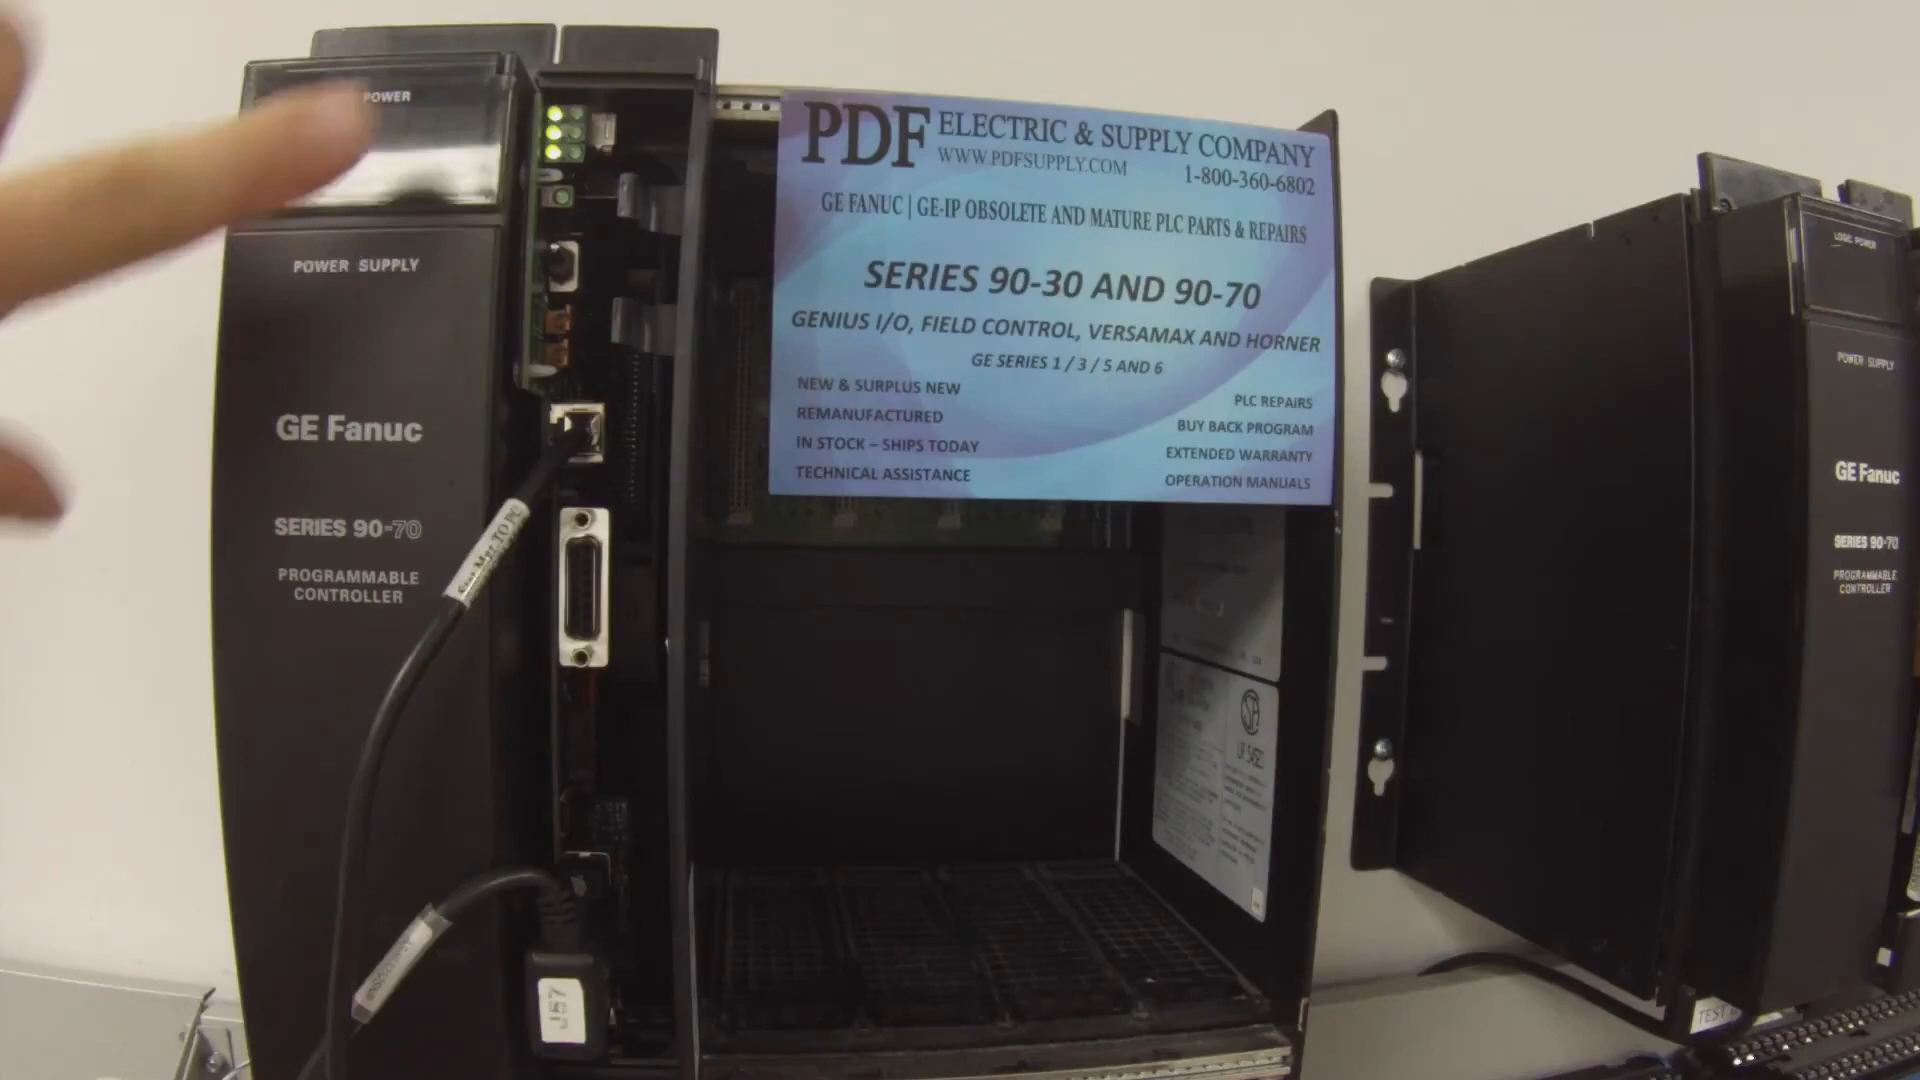 POWER
POWER SUPPLY
GE Fanuc
SERIES 90-70
PROGRAMMABLE
CONTROLLER
TO PC
J67
PDF ELECTRIC & SUPPLY COMPANY
WWW.PDFSUPPLY.COM 1-800-360-6802
GE FANUC | GE-IP OBSOLETE AND MATURE PLC PARTS & REPAIRS
SERIES 90-30 AND 90-70
GENIUS I/O, FIELD CONTROL, VERSAMAX AND HORNER
GE SERIES 1 / 3 / 5 AND 6
NEW & SURPLUS NEW
REMANUFACTURED
IN STOCK – SHIPS TODAY
TECHNICAL ASSISTANCE
PLC REPAIRS
BUY BACK PROGRAM
EXTENDED WARRANTY
OPERATION MANUALS
LOGIC POWER
POWER SUPPLY
GE Fanuc
SERIES 90-70
PROGRAMMABLE
CONTROLLER
TEST